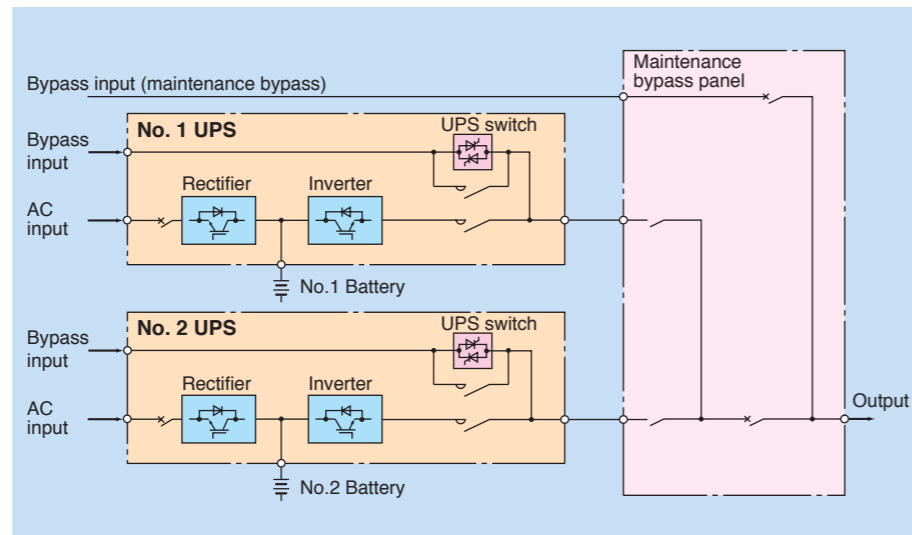 Maintenance
bypass panel
Bypass input (maintenance bypass)
No. 1 UPS
UPS switch
Bypass
input
Rectifier
Inverter
AC
input
No.1 Battery
No. 2 UPS
UPS switch
Bypass
input
Rectifier
Inverter
AC
input
Output
No.2 Battery